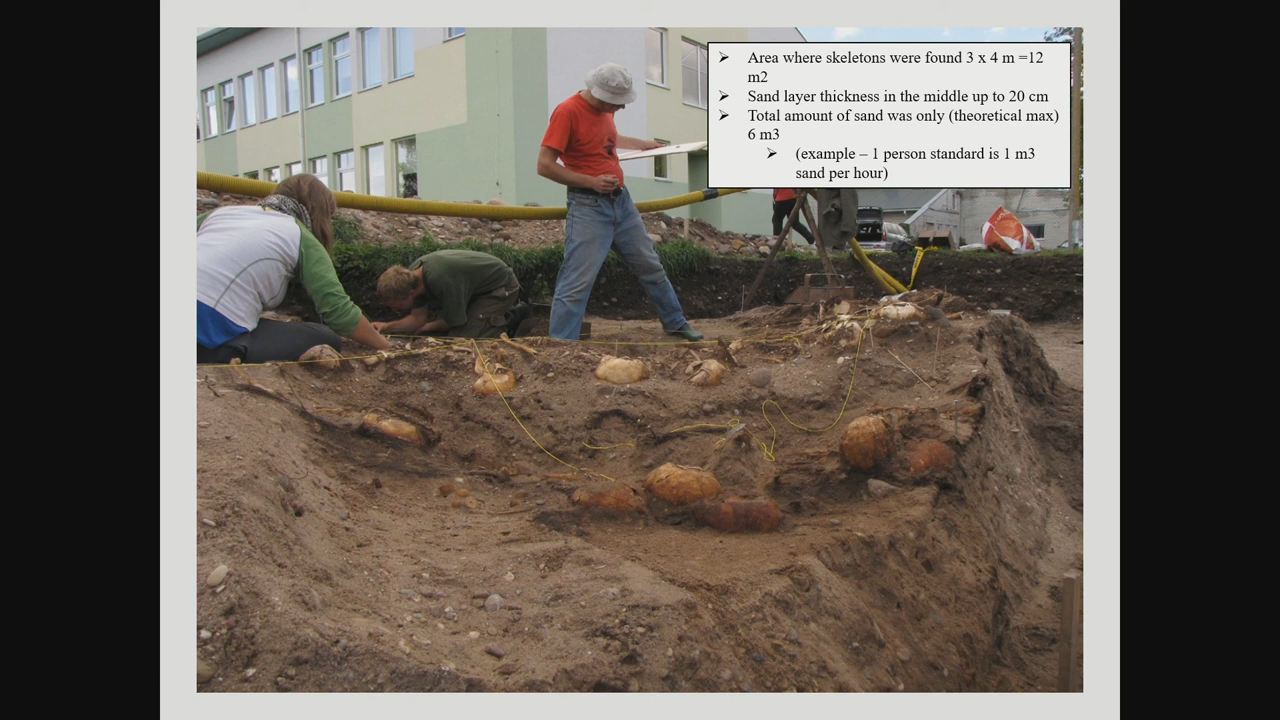 ➢ Area where skeletons were found 3 x 4 m =12
m2
➢ Sand layer thickness in the middle up to 20 cm
➢ Total amount of sand was only (theoretical max)
6 m3
➢ (example – 1 person standard is 1 m3
sand per hour)